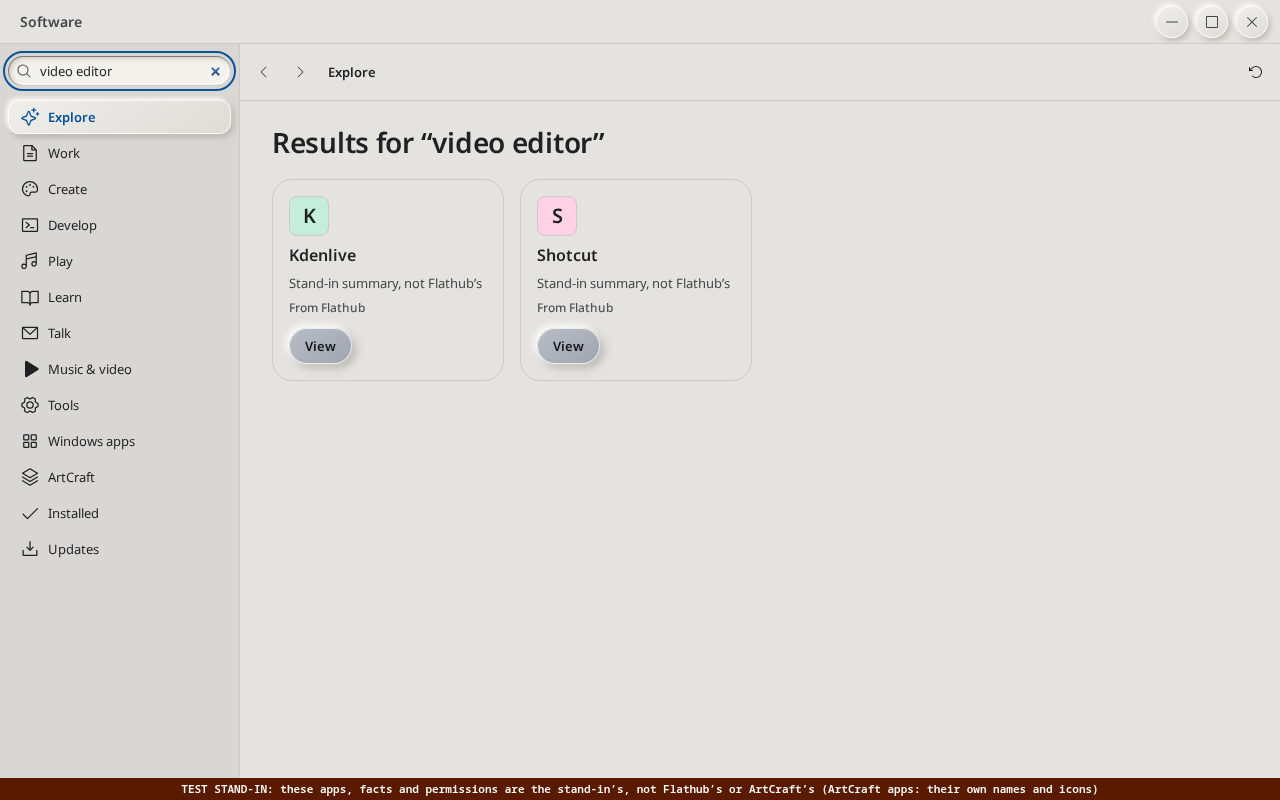 Software
video editor
Explore
Work
Create
Develop
Play
Learn
Talk
Music & video
Tools
Windows apps
ArtCraft
Installed
Updates
Explore
Results for “video editor”
K
Kdenlive
Stand-in summary, not Flathub’s
From Flathub
View
S
Shotcut
Stand-in summary, not Flathub’s
From Flathub
View
TEST STAND-IN: these apps, facts and permissions are the stand-in’s, not Flathub’s or ArtCraft’s (ArtCraft apps: their own names and icons)